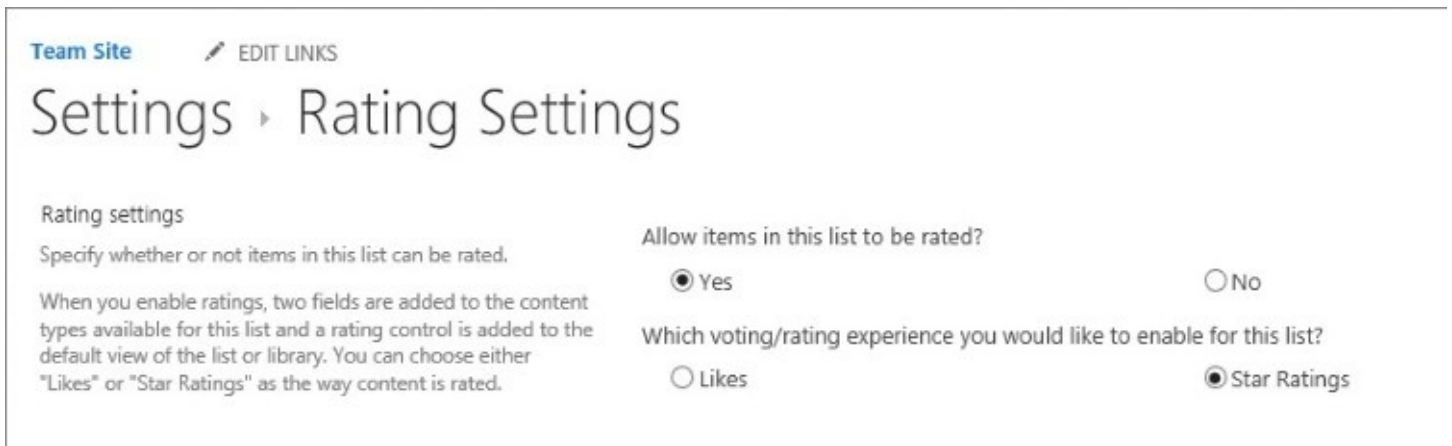 Team Site EDIT LINKS
Settings ▸ Rating Settings
Rating settings
Specify whether or not items in this list can be rated.
When you enable ratings, two fields are added to the content
types available for this list and a rating control is added to the
default view of the list or library. You can choose either
"Likes" or "Star Ratings" as the way content is rated.
Allow items in this list to be rated?
Yes No
Which voting/rating experience you would like to enable for this list?
Likes Star Ratings